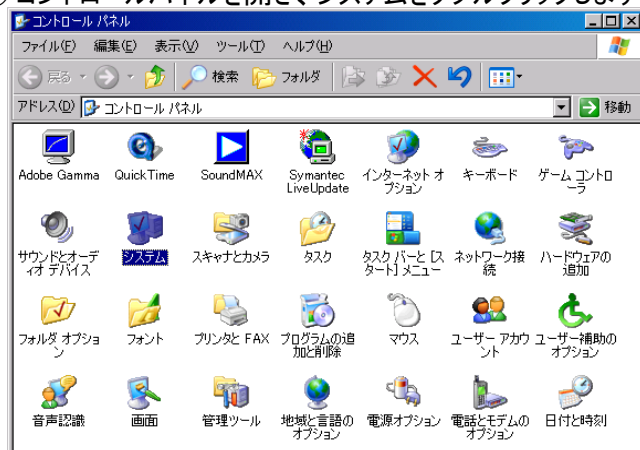 コントロールパネルを開き、システムをダブルクリックします
コントロール パネル
ファイル(F) 編集(E) 表示(V) ツール(T) ヘルプ(H)
戻る 検索 フォルダ
アドレス(D) コントロール パネル 移動
Adobe Gamma QuickTime SoundMAX Symantec LiveUpdate インターネット オプション キーボード ゲーム コントローラ
サウンドとオーディオ デバイス システム スキャナとカメラ タスク タスク バーと [スタート] メニュー ネットワーク接続 ハードウェアの追加
フォルダ オプション フォント プリンタと FAX プログラムの追加と削除 マウス ユーザー アカウント ユーザー補助のオプション
音声認識 画面 管理ツール 地域と言語のオプション 電源オプション 電話とモデムのオプション 日付と時刻